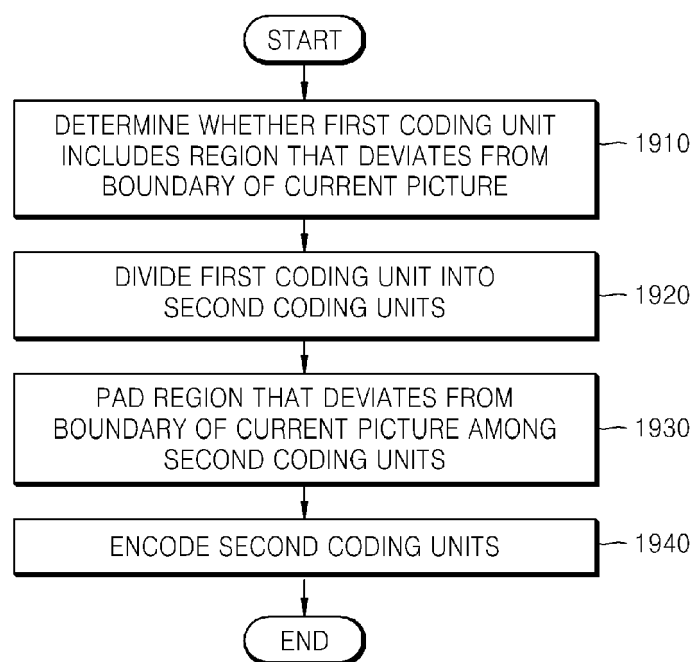 START
DETERMINE WHETHER FIRST CODING UNIT
INCLUDES REGION THAT DEVIATES FROM
BOUNDARY OF CURRENT PICTURE
1910
DIVIDE FIRST CODING UNIT INTO
SECOND CODING UNITS
1920
PAD REGION THAT DEVIATES FROM
BOUNDARY OF CURRENT PICTURE AMONG
SECOND CODING UNITS
1930
ENCODE SECOND CODING UNITS
1940
END